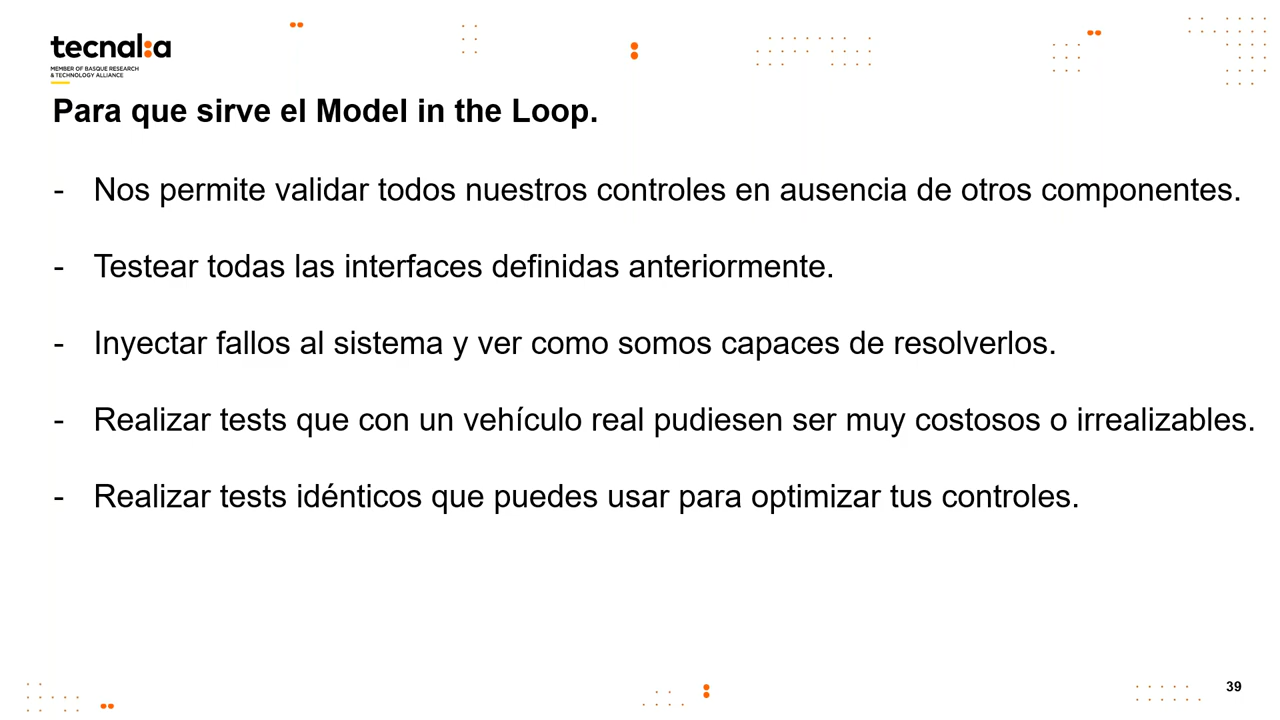 tecnal:a
MEMBER OF BASQUE RESEARCH
& TECHNOLOGY ALLIANCE
Para que sirve el Model in the Loop.
- Nos permite validar todos nuestros controles en ausencia de otros componentes.
- Testear todas las interfaces definidas anteriormente.
- Inyectar fallos al sistema y ver como somos capaces de resolverlos.
- Realizar tests que con un vehículo real pudiesen ser muy costosos o irrealizables.
- Realizar tests idénticos que puedes usar para optimizar tus controles.
39